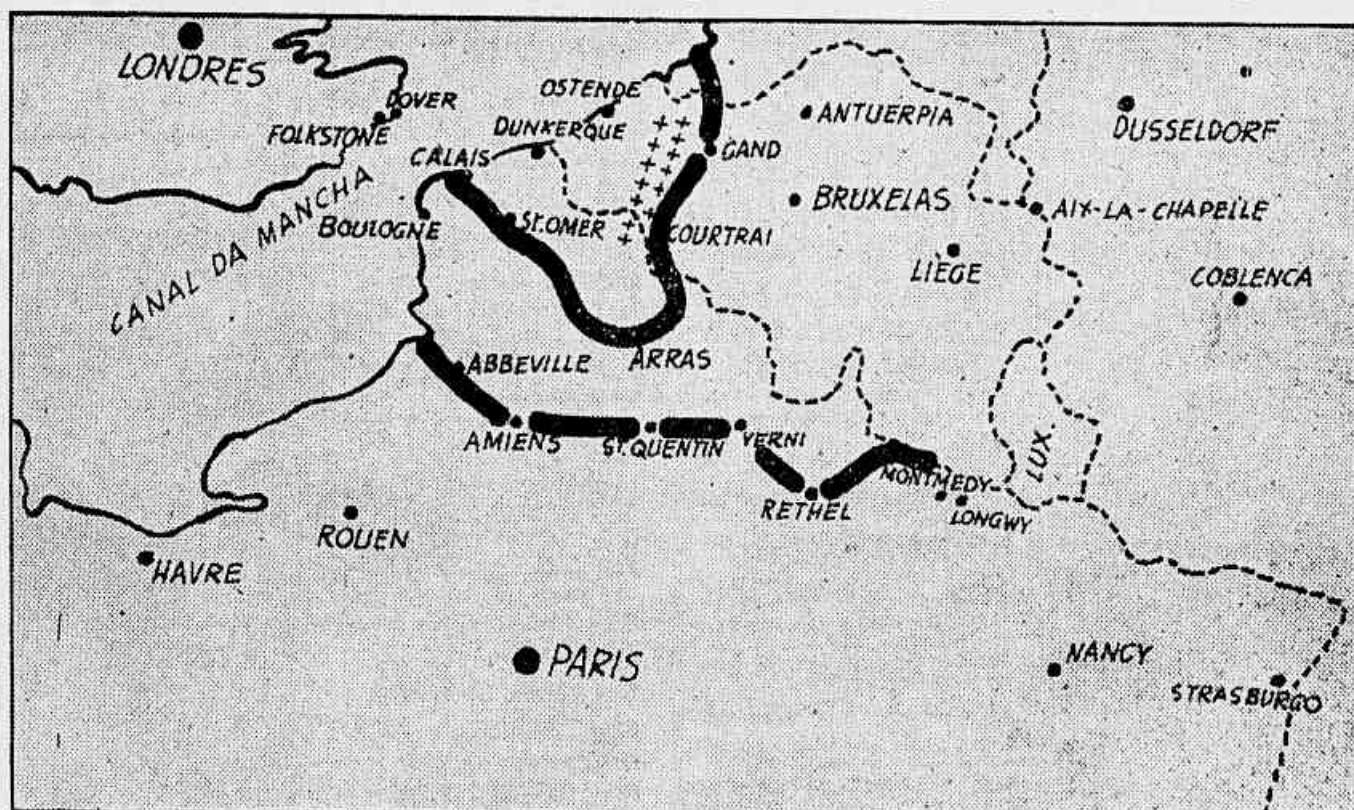 LONDRES
DOVER
FOLKSTONE
OSTENDE
DUNKERQUE
CALAIS
CANAL DA MANCHA
BOULOGNE
ST.OMER
GAND
COURTRAI
ANTUERPIA
BRUXELAS
LIÈGE
DUSSELDORF
AIX-LA-CHAPELLE
COBLENCA
ABBEVILLE
ARRAS
AMIENS
ST.QUENTIN
VERNI
RETHEL
MONTMEDY
LONGWY
LUX.
HAVRE
ROUEN
PARIS
NANCY
STRASBURGO